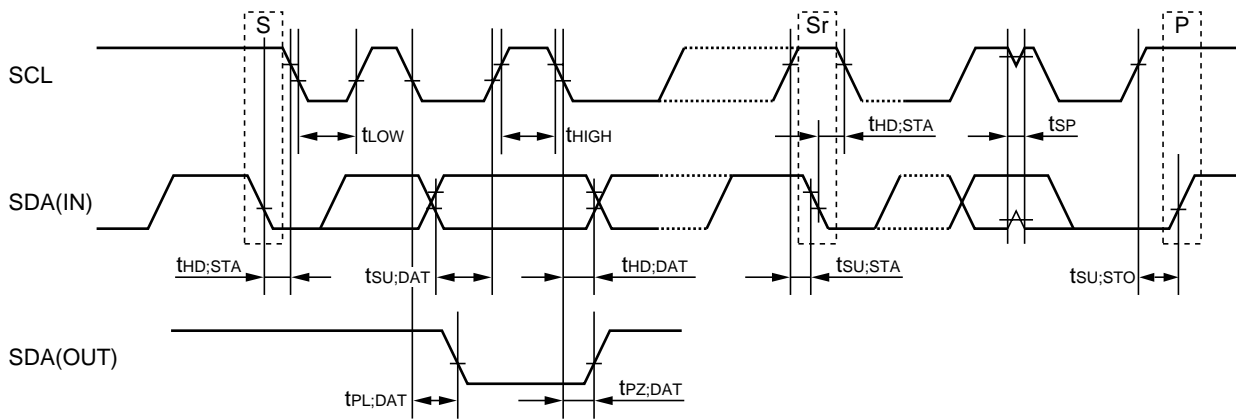 S Sr P
SCL
tLOW tHIGH tHD;STA tSP
SDA(IN)
tHD;STA tSU;DAT tHD;DAT tSU;STA tSU;STO
SDA(OUT)
tPL;DAT tPZ;DAT